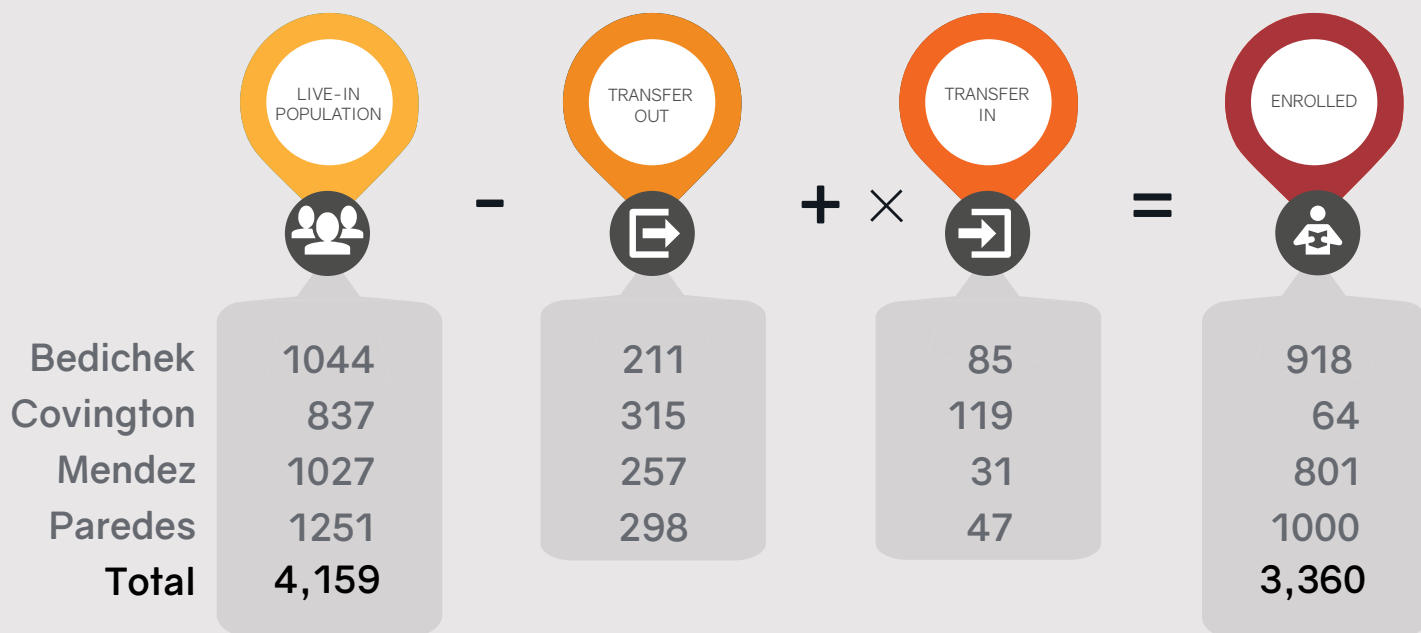 LIVE-IN
POPULATION
TRANSFER
OUT
TRANSFER
IN
ENROLLED
- + × =
Bedichek 1044 211 85 918
Covington 837 315 119 64
Mendez 1027 257 31 801
Paredes 1251 298 47 1000
Total 4,159 3,360